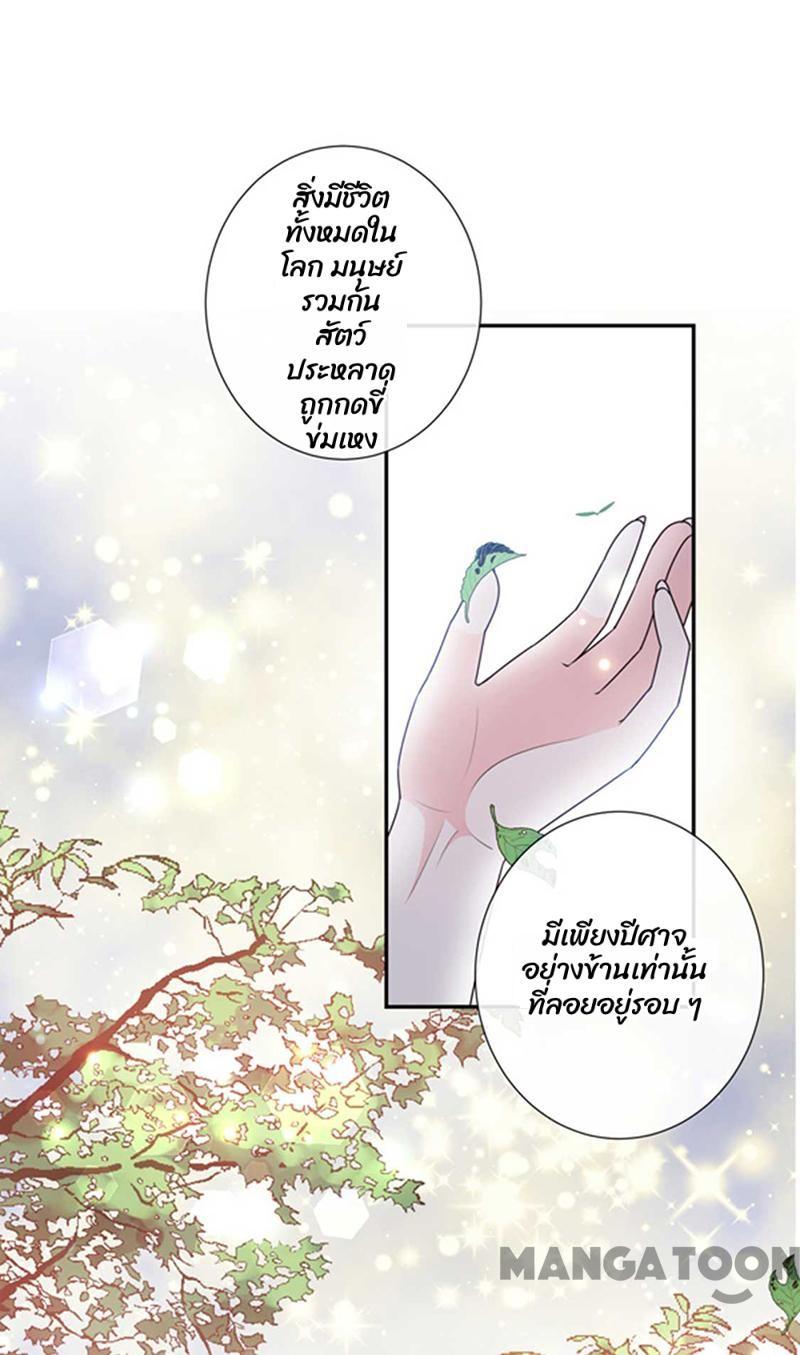 สิ่งมีชีวิต
ทั้งหมดใน
โลก มนุษย์
รวมกัน
สัตว์
ประหลาด
ถูกกดขี่
ข่มเหง
มีเพียงปีศาจ
อย่างข้านเท่านั้น
ที่ลอยอยู่รอบ ๆ
MANGATOON